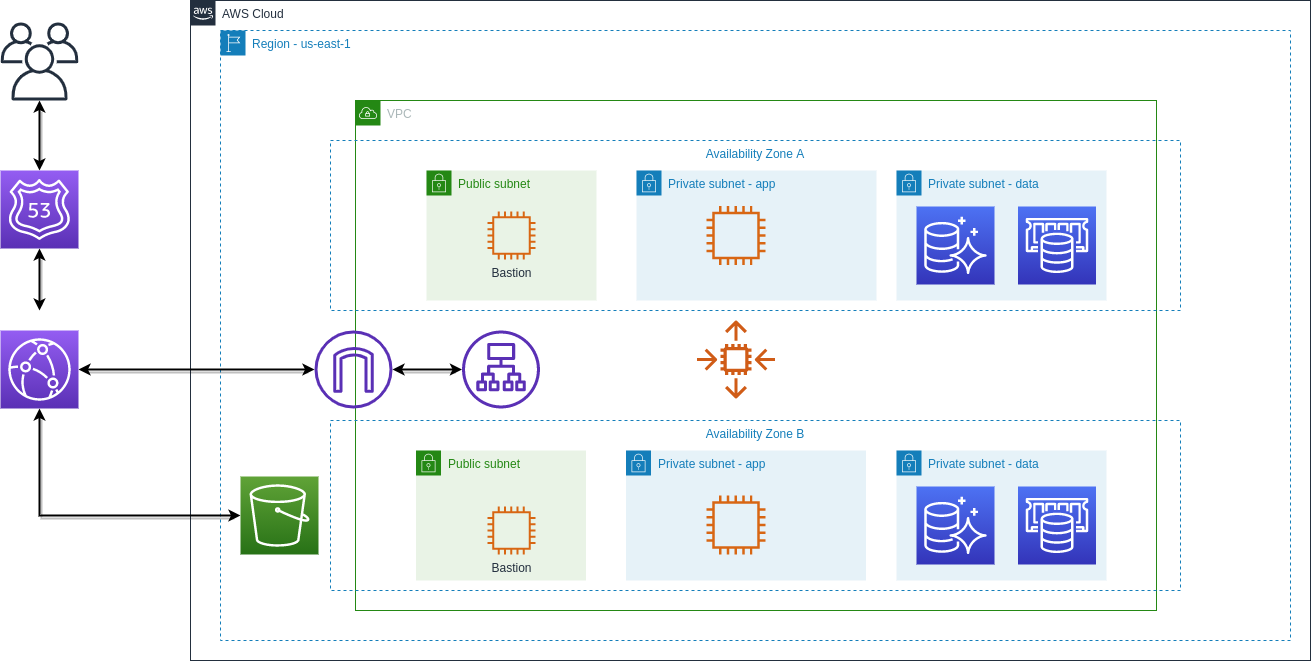 aws AWS Cloud
Region - us-east-1
VPC
Availability Zone A
Public subnet
Private subnet - app
Private subnet - data
Bastion
53
Availability Zone B
Public subnet
Private subnet - app
Private subnet - data
Bastion